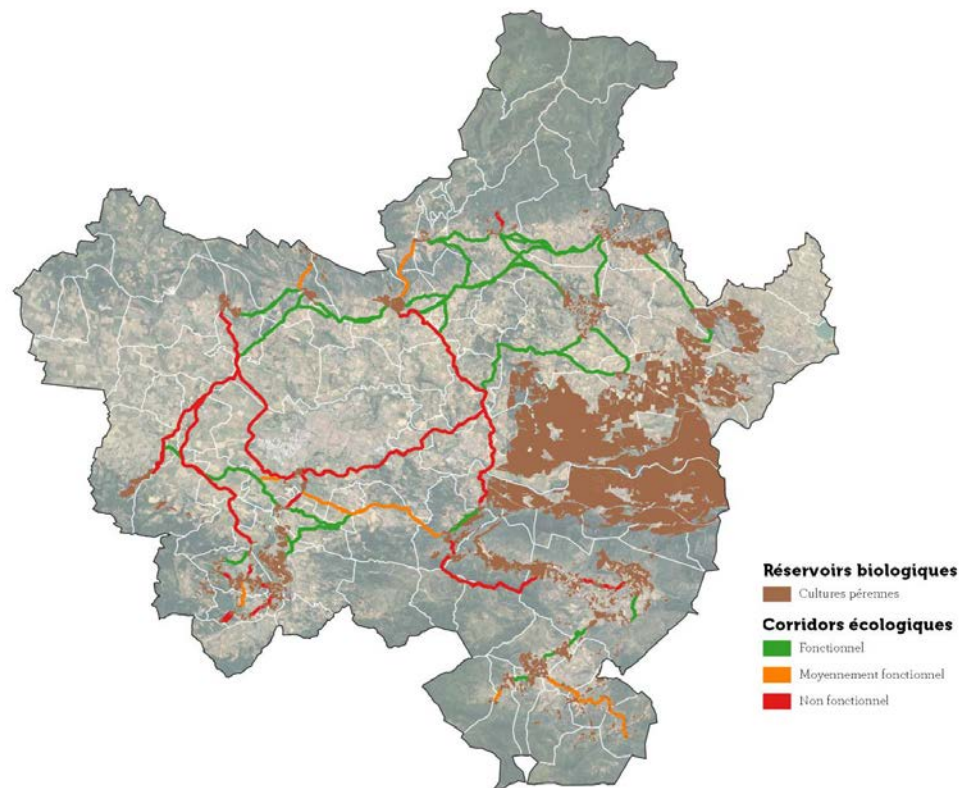 Réservoirs biologiques
Cultures pérennes
Corridors écologiques
Fonctionnel
Moyennement fonctionnel
Non fonctionnel